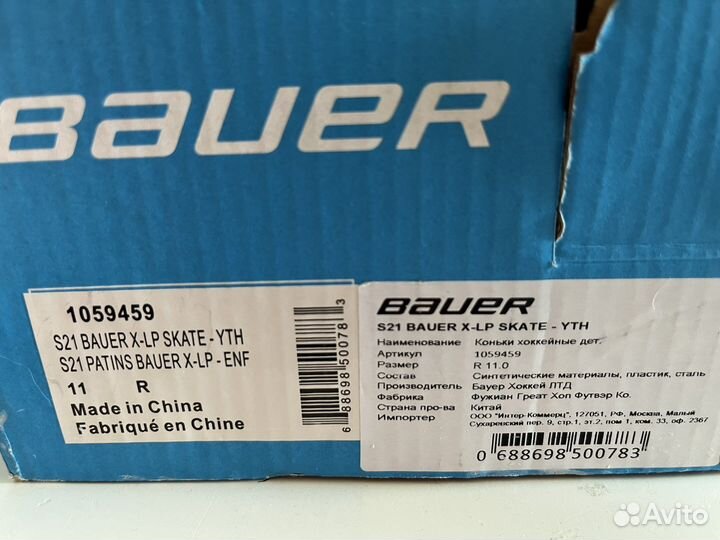 BAUER
1059459
S21 BAUER X-LP SKATE - YTH
S21 PATINS BAUER X-LP - ENF
11 R
Made in China
Fabriqué en Chine
6 88698 50078 3
BAUER
S21 BAUER X-LP SKATE - YTH
Наименование Коньки хоккейные дет.
Артикул 1059459
Размер R 11.0
Состав Синтетические материалы, пластик, сталь
Производитель Бауер Хоккей ЛТД
Фабрика Фужиан Греат Хоп Футвэр Ко.
Страна про-ва Китай
Импортер ООО "Интер-Коммерц", 127051, РФ, Москва, Малый
Сухаревский пер. 9, стр.1, эт.2, пом 1, ком. 33, оф. 2367
0 688698 500783
Avito